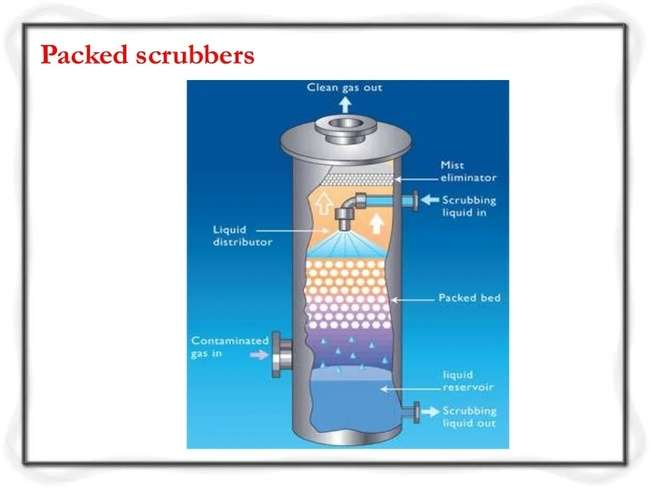 Packed scrubbers
Clean gas out
Mist
eliminator
Scrubbing
liquid in
Liquid
distributor
Packed bed
Contaminated
gas in
liquid
reservoir
Scrubbing
liquid out